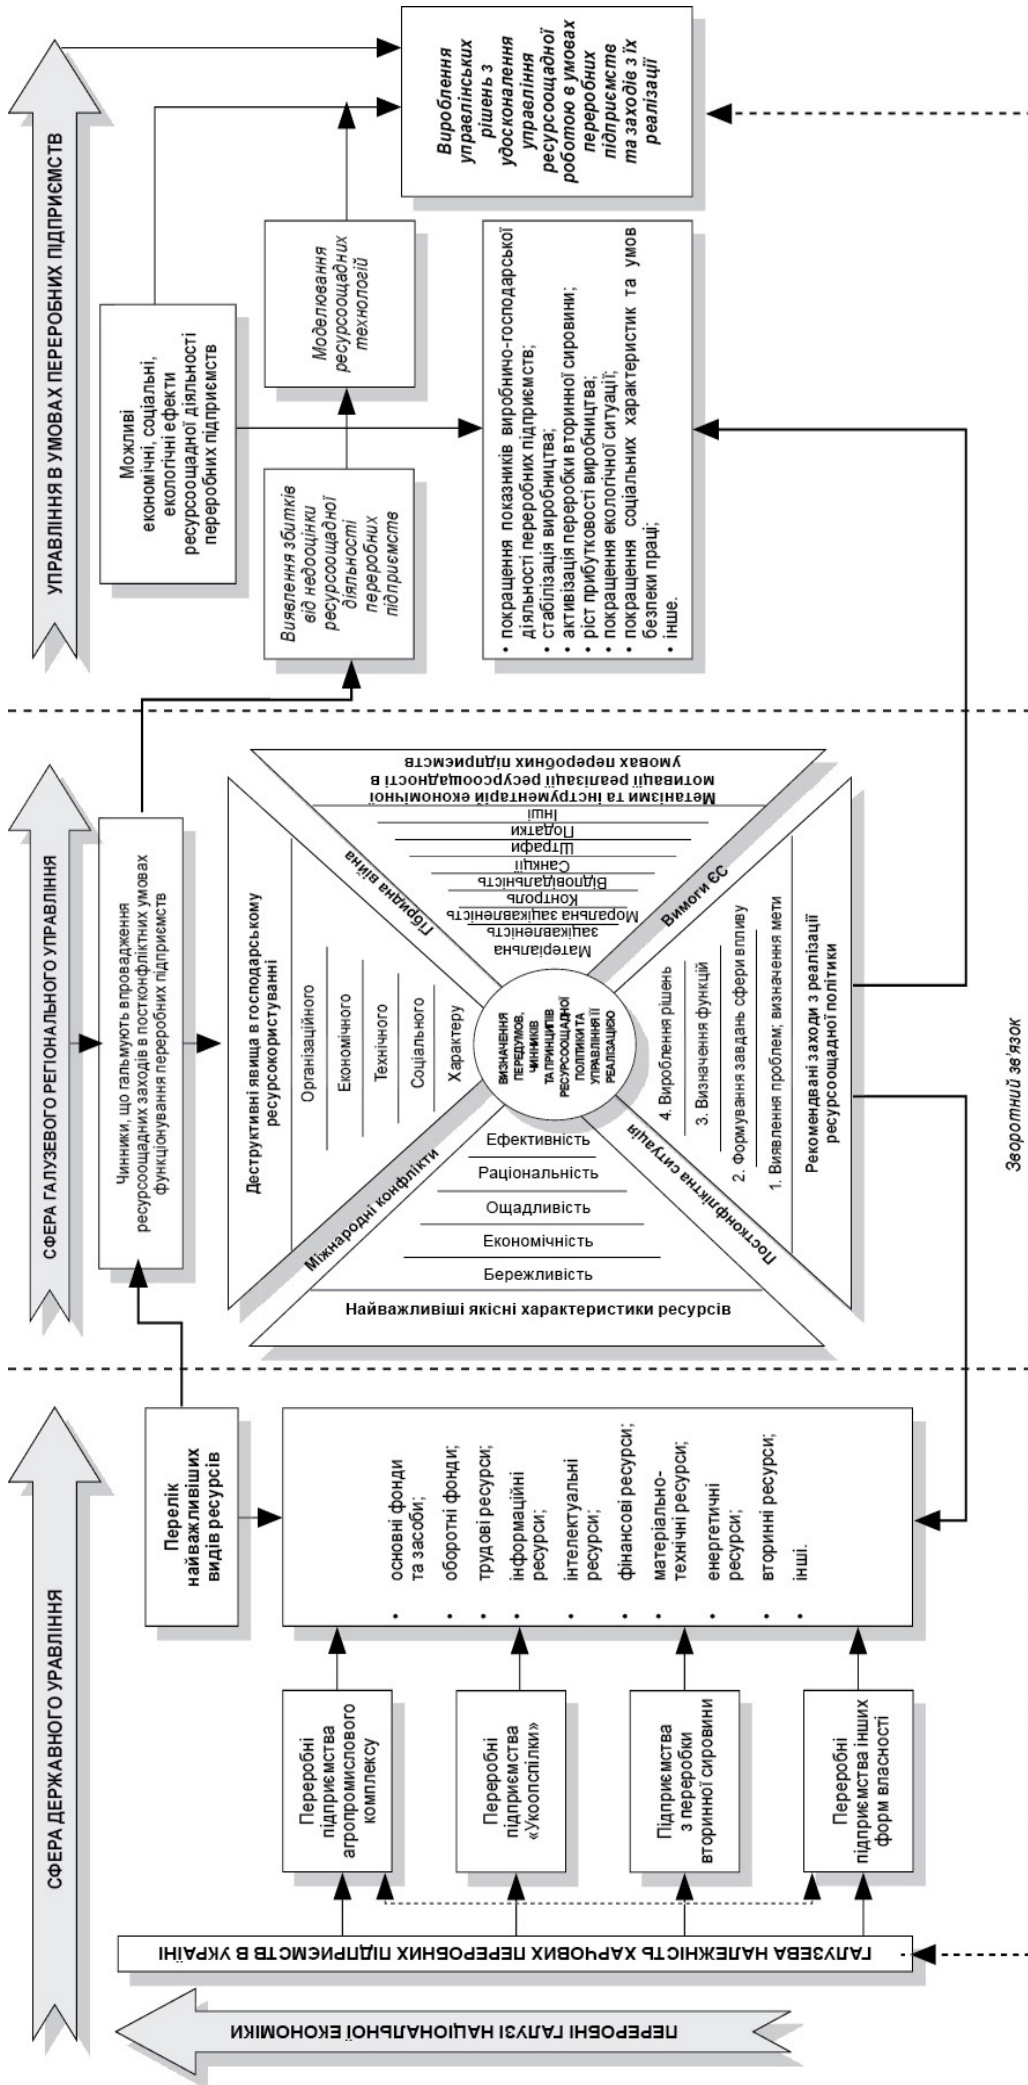 СФЕРА ДЕРЖАВНОГО УРАВЛІННЯ
СФЕРА ГАЛУЗЕВОГО РЕГІОНАЛЬНОГО УПРАВЛІННЯ
УПРАВЛІННЯ В УМОВАХ ПЕРЕРОБНИХ ПІДПРИЄМСТВ
ПЕРЕРОБНІ ГАЛУЗІ НАЦІОНАЛЬНОЇ ЕКОНОМІКИ
ГАЛУЗЕВА НАЛЕЖНІСТЬ ХАРЧОВИХ ПЕРЕРОБНИХ ПІДПРИЄМСТВ В УКРАЇНІ
Переробні
підприємства
агропромислового
комплексу
Переробні
підприємства
«Укоопспілки»
Підприємства
з переробки
вторинної сировини
Переробні
підприємства інших
форм власності
Перелік
найважливіших
видів ресурсів
• основні фонди
та засоби;
• оборотні фонди;
• трудові ресурси;
• інформаційні
ресурси;
• інтелектуальні
ресурси;
• фінансові ресурси;
• матеріально-
технічні ресурси;
• енергетичні
ресурси;
• вторинні ресурси;
• інші.
Чинники, що гальмують впровадження
ресурсоощадних заходів в постконфліктних умовах
функціонування переробних підприємств
Деструктивні явища в господарському
ресурсокористуванні
Організаційного
Економічного
Технічного
Соціального
Характеру
Міжнародні конфлікти
Гібридна війна
Найважливіші якісні характеристики ресурсів
Бережливість
Економічність
Ощадливість
Раціональність
Ефективність
ВИЗНАЧЕННЯ
ПЕРЕДУМОВ,
ЧИННИКІВ
ТА ПРИНЦИПІВ
РЕСУРСООЩАДНОЇ
ПОЛІТИКИ ТА
УПРАВЛІННЯ ЇЇ
РЕАЛІЗАЦІЄЮ
Матеріальна
зацікавленість
Моральна зацікавленість
Контроль
Відповідальність
Санкції
Штрафи
Податки
Інші
Метанізми та інструментарій економічної
мотивації реалізації ресурсоощадності в
умовах переробних підприємств
Постконфліктна ситуація
Вимоги ЄС
4. Вироблення рішень
3. Визначення функцій
2. Формування завдань сфери впливу
1. Виявлення проблем; визначення мети
Рекомендвані заходи з реалізації
ресурсоощадної політики
Можливі
економічні, соціальні,
екологічні ефекти
ресурсоощадної діяльності
переробних підприємств
Виявлення збитків
від недооцінки
ресурсоощадної
діяльності
переробних
підприємств
Моделювання
ресурсоощадних
технологій
• покращення показників виробничо-господарської
діяльності переробних підприємств;
• стабілізація виробництва;
• активізація переробки вторинної сировини;
• ріст прибутковості виробництва;
• покращення екологічної ситуації;
• покращення соціальних характеристик та умов
безпеки праці;
• інше.
Вироблення
управлінських
рішень з
удосконалення
управління
ресурсоощадної
роботою в умовах
переробних
підприємств
та заходів з їх
реалізації
Зворотний зв'язок